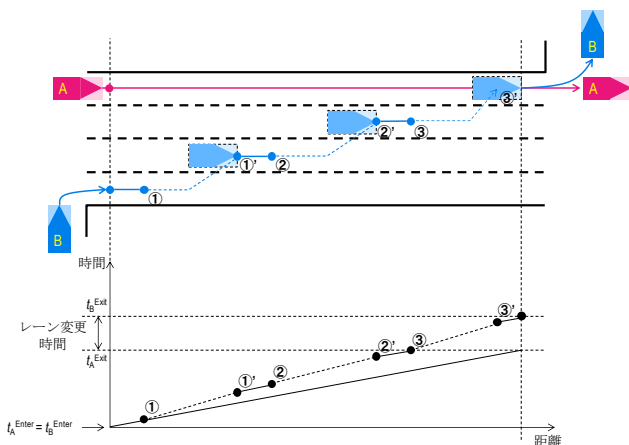 B
A
③'
A
②'
③
①'
②
①
B
時間
t_B^Exit
③'
レーン変更
時間
②'
③
t_A^Exit
①'
②
①
t_A^Enter = t_B^Enter
距離